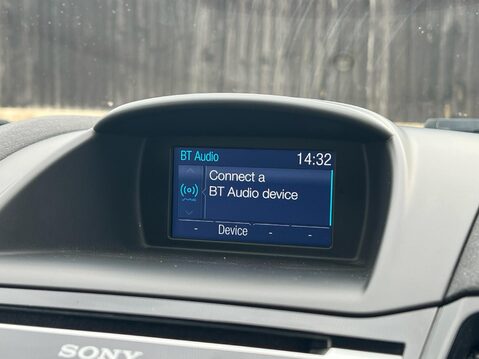 BT Audio 14:32
Connect a
BT Audio device
- Device - -
SONY